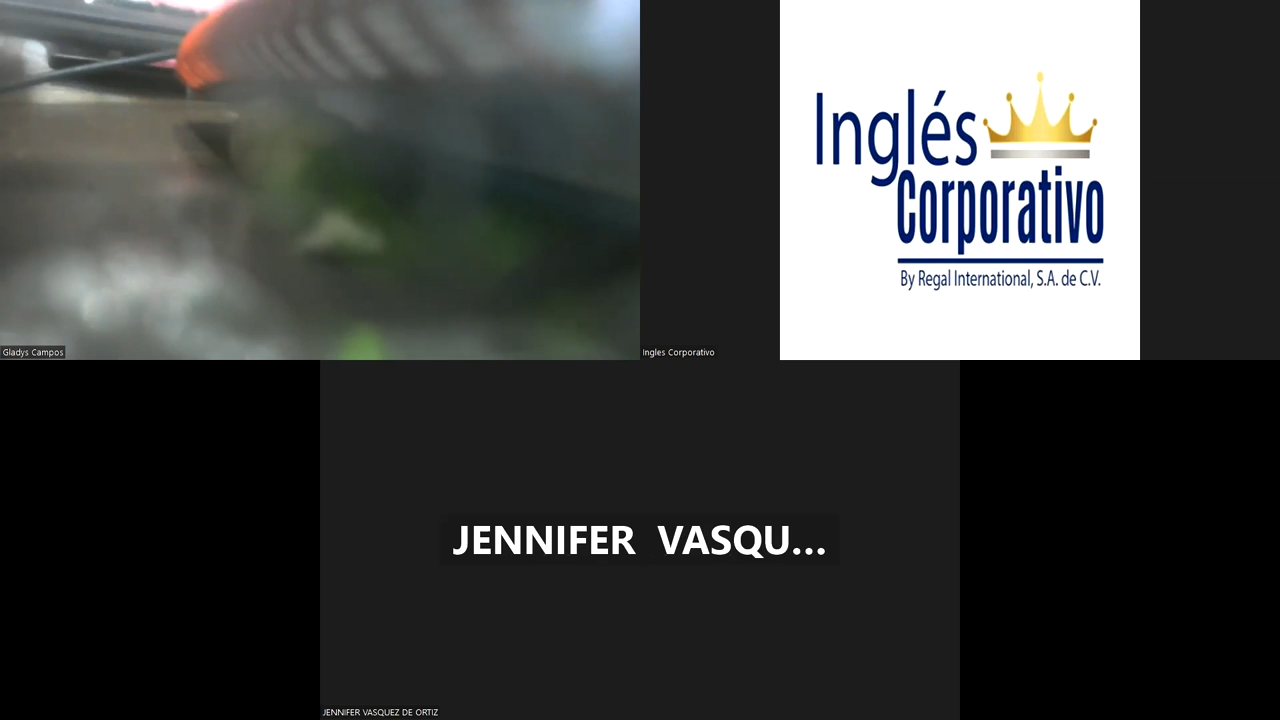 Inglés
Corporativo
By Regal International, S.A. de C.V.
Gladys Campos
Ingles Corporativo
JENNIFER VASQU...
JENNIFER VASQUEZ DE ORTIZ